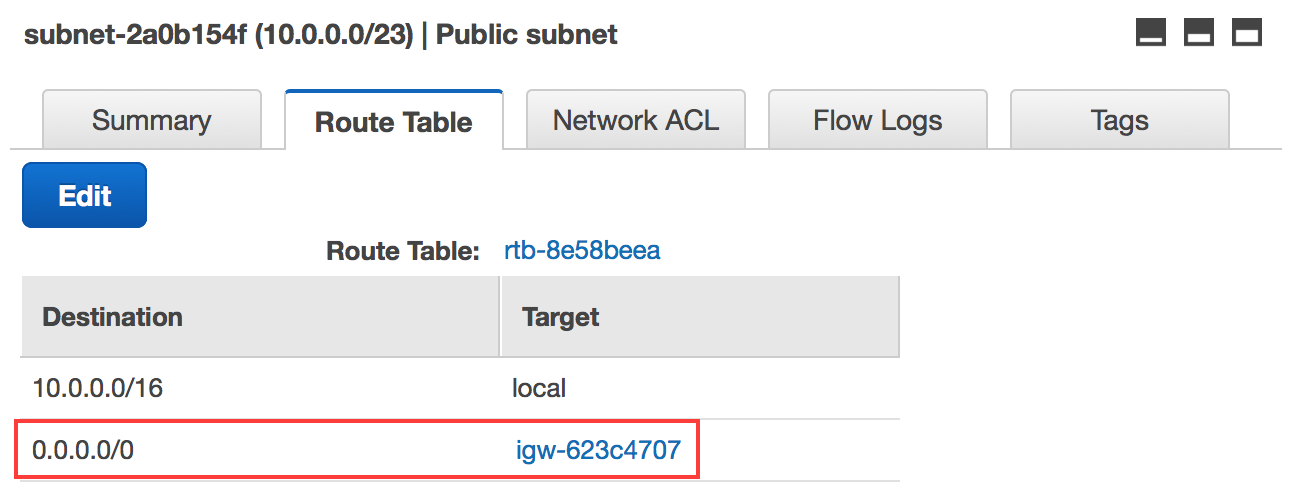 subnet-2a0b154f (10.0.0.0/23) | Public subnet
Summary Route Table Network ACL Flow Logs Tags
Edit
Route Table: rtb-8e58beea
Destination Target
10.0.0.0/16 local
0.0.0.0/0 igw-623c4707